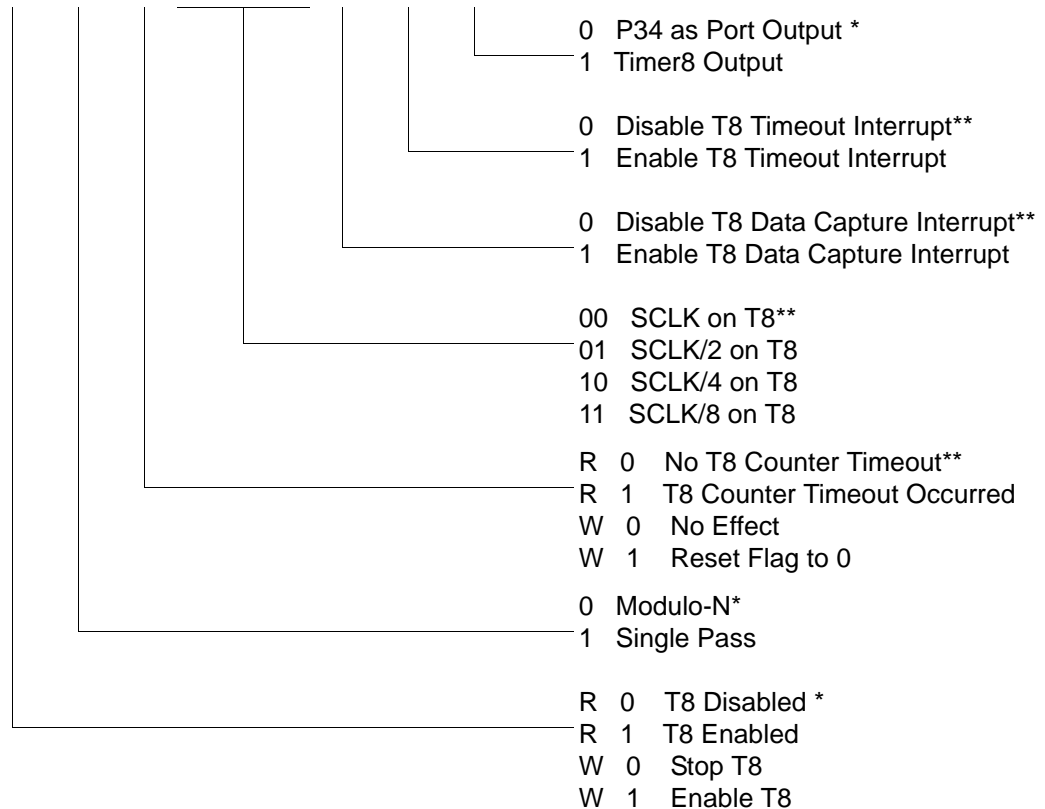 0 P34 as Port Output *
1 Timer8 Output
0 Disable T8 Timeout Interrupt**
1 Enable T8 Timeout Interrupt
0 Disable T8 Data Capture Interrupt**
1 Enable T8 Data Capture Interrupt
00 SCLK on T8**
01 SCLK/2 on T8
10 SCLK/4 on T8
11 SCLK/8 on T8
R 0 No T8 Counter Timeout**
R 1 T8 Counter Timeout Occurred
W 0 No Effect
W 1 Reset Flag to 0
0 Modulo-N*
1 Single Pass
R 0 T8 Disabled *
R 1 T8 Enabled
W 0 Stop T8
W 1 Enable T8